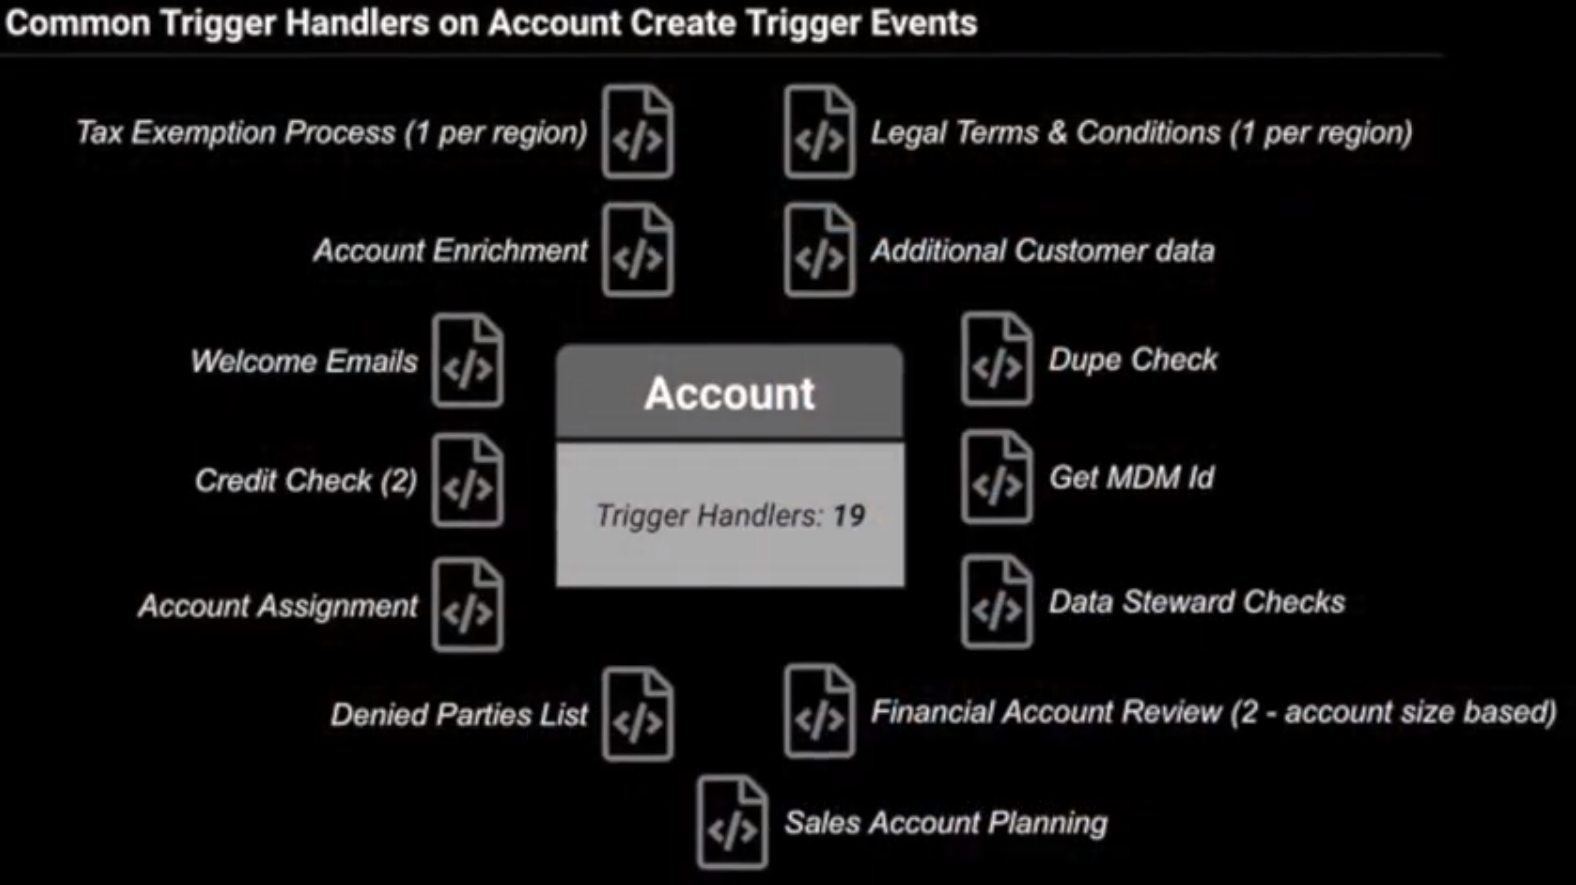 Common Trigger Handlers on Account Create Trigger Events
Tax Exemption Process (1 per region)
</>
</>
Legal Terms & Conditions (1 per region)
Account Enrichment
</>
</>
Additional Customer data
Welcome Emails
</>
</>
Dupe Check
Account
Credit Check (2)
</>
</>
Get MDM Id
Trigger Handlers: 19
Account Assignment
</>
</>
Data Steward Checks
Denied Parties List
</>
</>
Financial Account Review (2 - account size based)
</>
Sales Account Planning